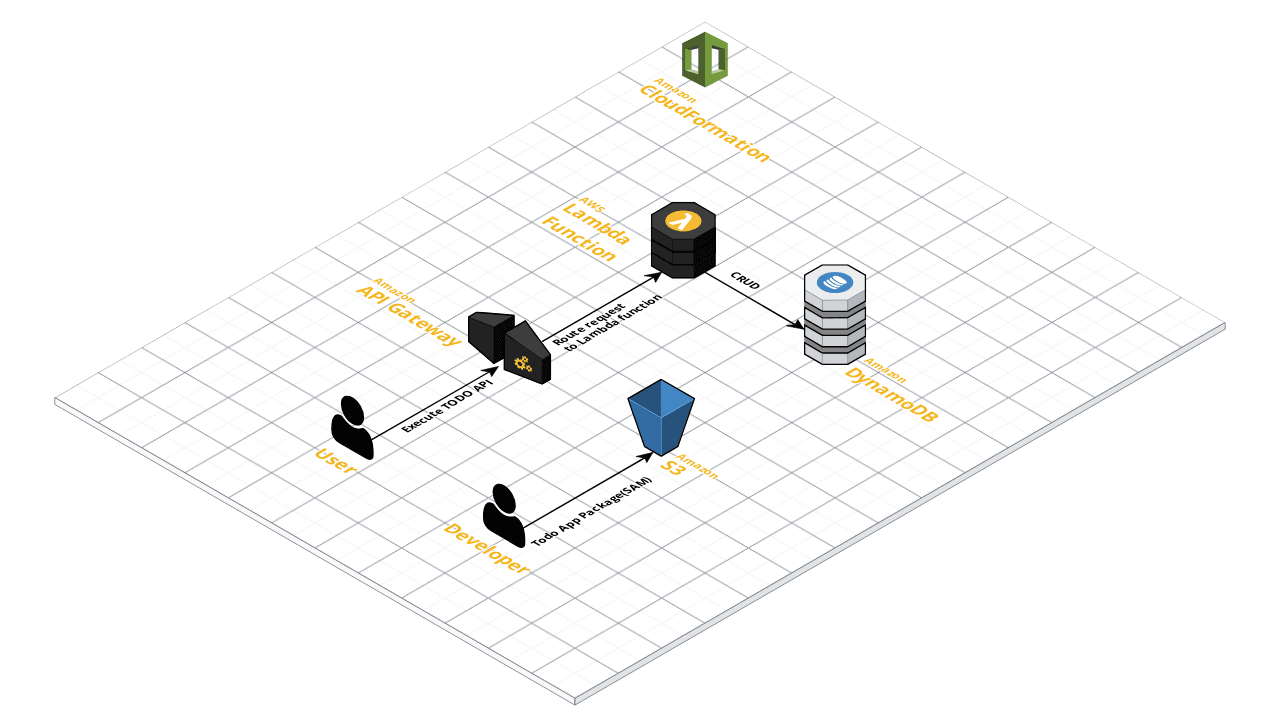 Amazon
CloudFormation
AWS
Lambda
Function
CRUD
Amazon
API Gateway
Route request
to Lambda function
Amazon
DynamoDB
Execute TODO API
User
Amazon
S3
Todo App Package(SAM)
Developer